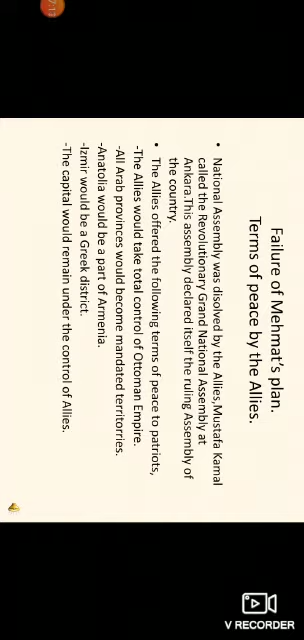 Failure of Mehmat's plan.
Terms of peace by the Allies.
• National Assembly was disolved by the Allies,Mustafa Kamal
called the Revolutionary Grand National Assembly at
Ankara.This assembly declared itself the ruling Assembly of
the country.
• The Allies offered the following terms of peace to patriots,
-The Allies would take total control of Ottoman Empire.
-All Arab provinces would become mandated territorries.
-Anatolia would be a part of Armenia.
-Izmir would be a Greek district.
-The capital would remain under the control of Allies.
V RECORDER